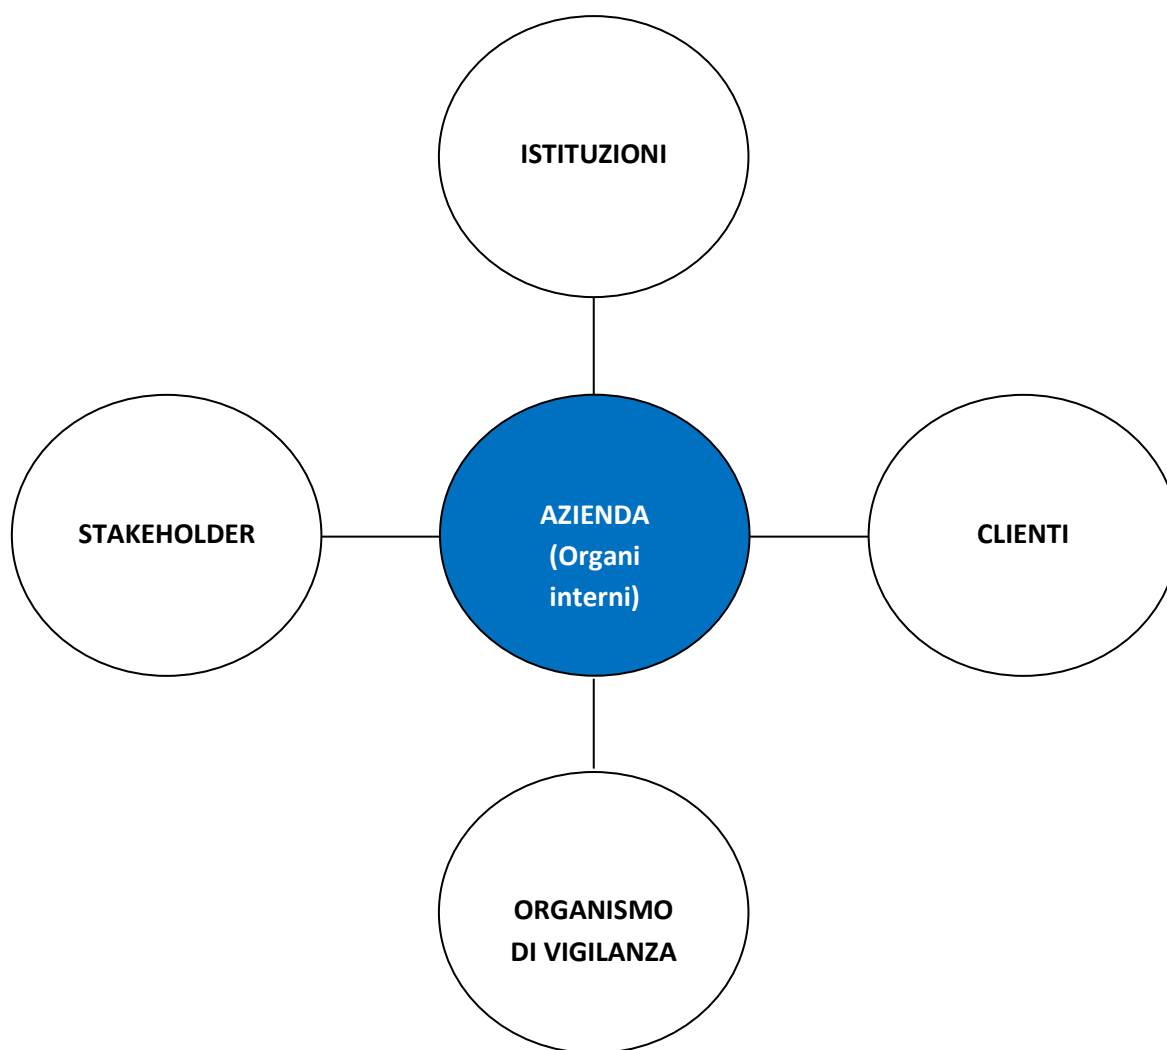 ISTITUZIONI
STAKEHOLDER
AZIENDA
(Organi
interni)
CLIENTI
ORGANISMO
DI VIGILANZA